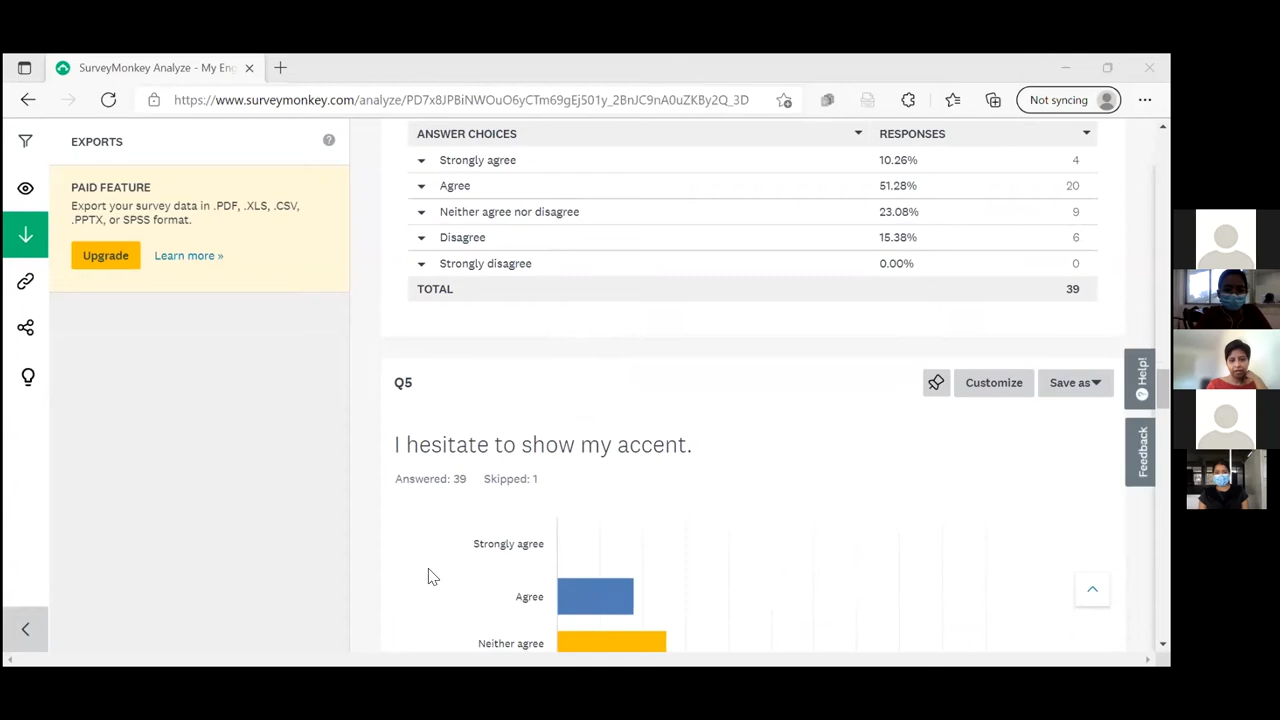 SurveyMonkey Analyze - My Eng
https://www.surveymonkey.com/analyze/PD7x8JPBiNWOuO6yCTm69gEj501y_2BnJC9nA0uZKBy2Q_3D
Not syncing
EXPORTS
PAID FEATURE
Export your survey data in .PDF, .XLS, .CSV,
.PPTX, or SPSS format.
Upgrade Learn more »
ANSWER CHOICES RESPONSES
Strongly agree 10.26% 4
Agree 51.28% 20
Neither agree nor disagree 23.08% 9
Disagree 15.38% 6
Strongly disagree 0.00% 0
TOTAL 39
Help!
Q5 Customize Save as
Feedback
I hesitate to show my accent.
Answered: 39 Skipped: 1
Strongly agree
Agree
Neither agree